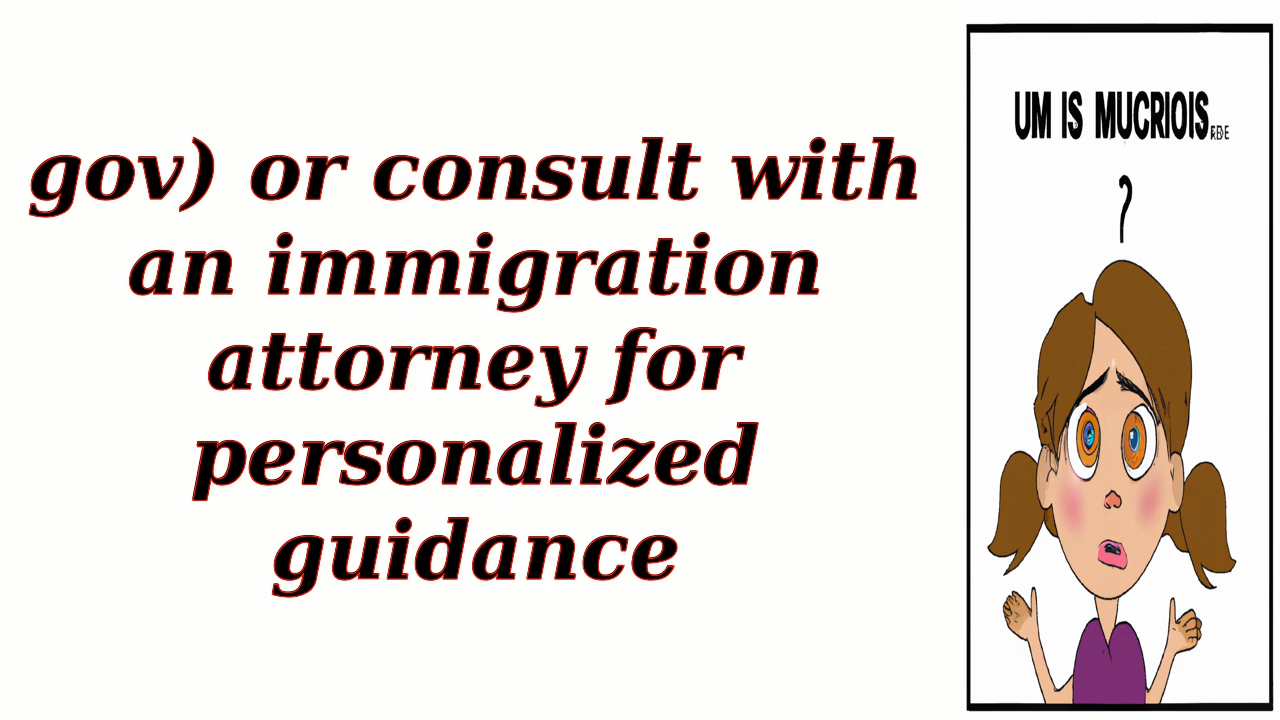 gov) or consult with
an immigration
attorney for
personalized
guidance
UM IS MUCRIOIS
?